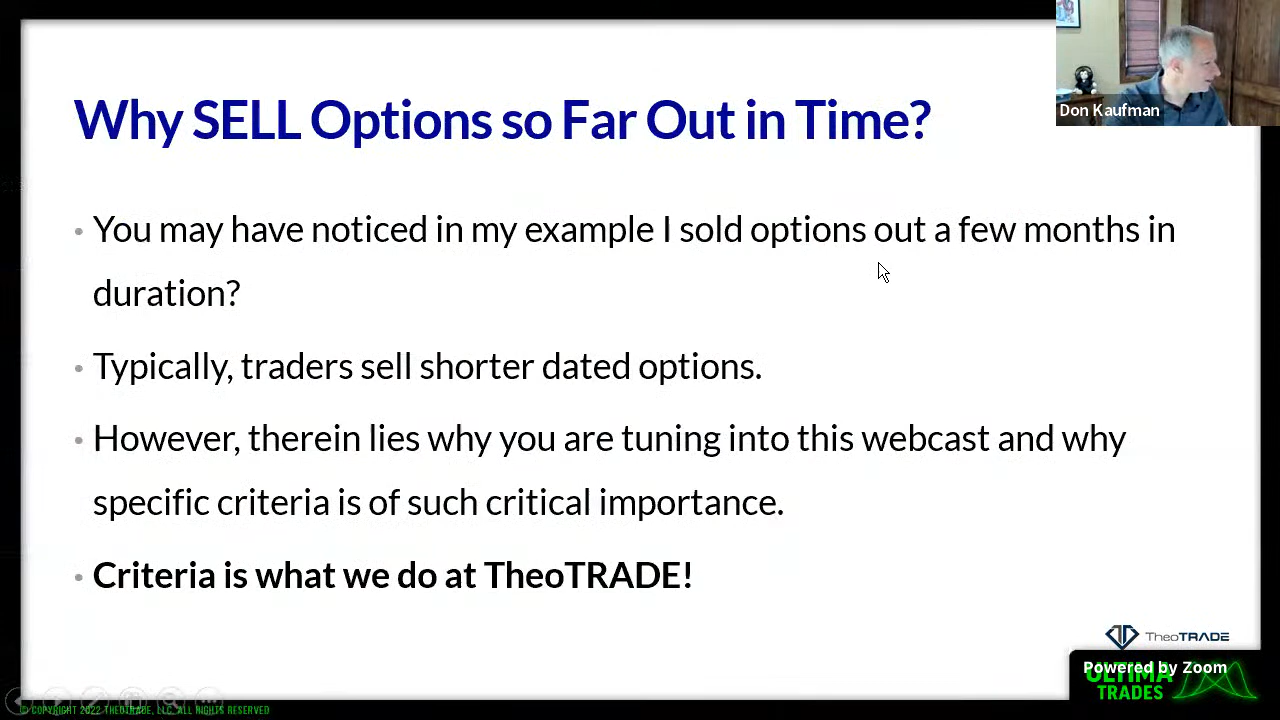 Why SELL Options so Far Out in Time?
Don Kaufman
• You may have noticed in my example I sold options out a few months in
duration?
• Typically, traders sell shorter dated options.
• However, therein lies why you are tuning into this webcast and why
specific criteria is of such critical importance.
• Criteria is what we do at TheoTRADE!
TheoTRADE
Powered by Zoom
ULTIMA
TRADES
© COPYRIGHT 2022 THEOTRADE, LLC. ALL RIGHTS RESERVED